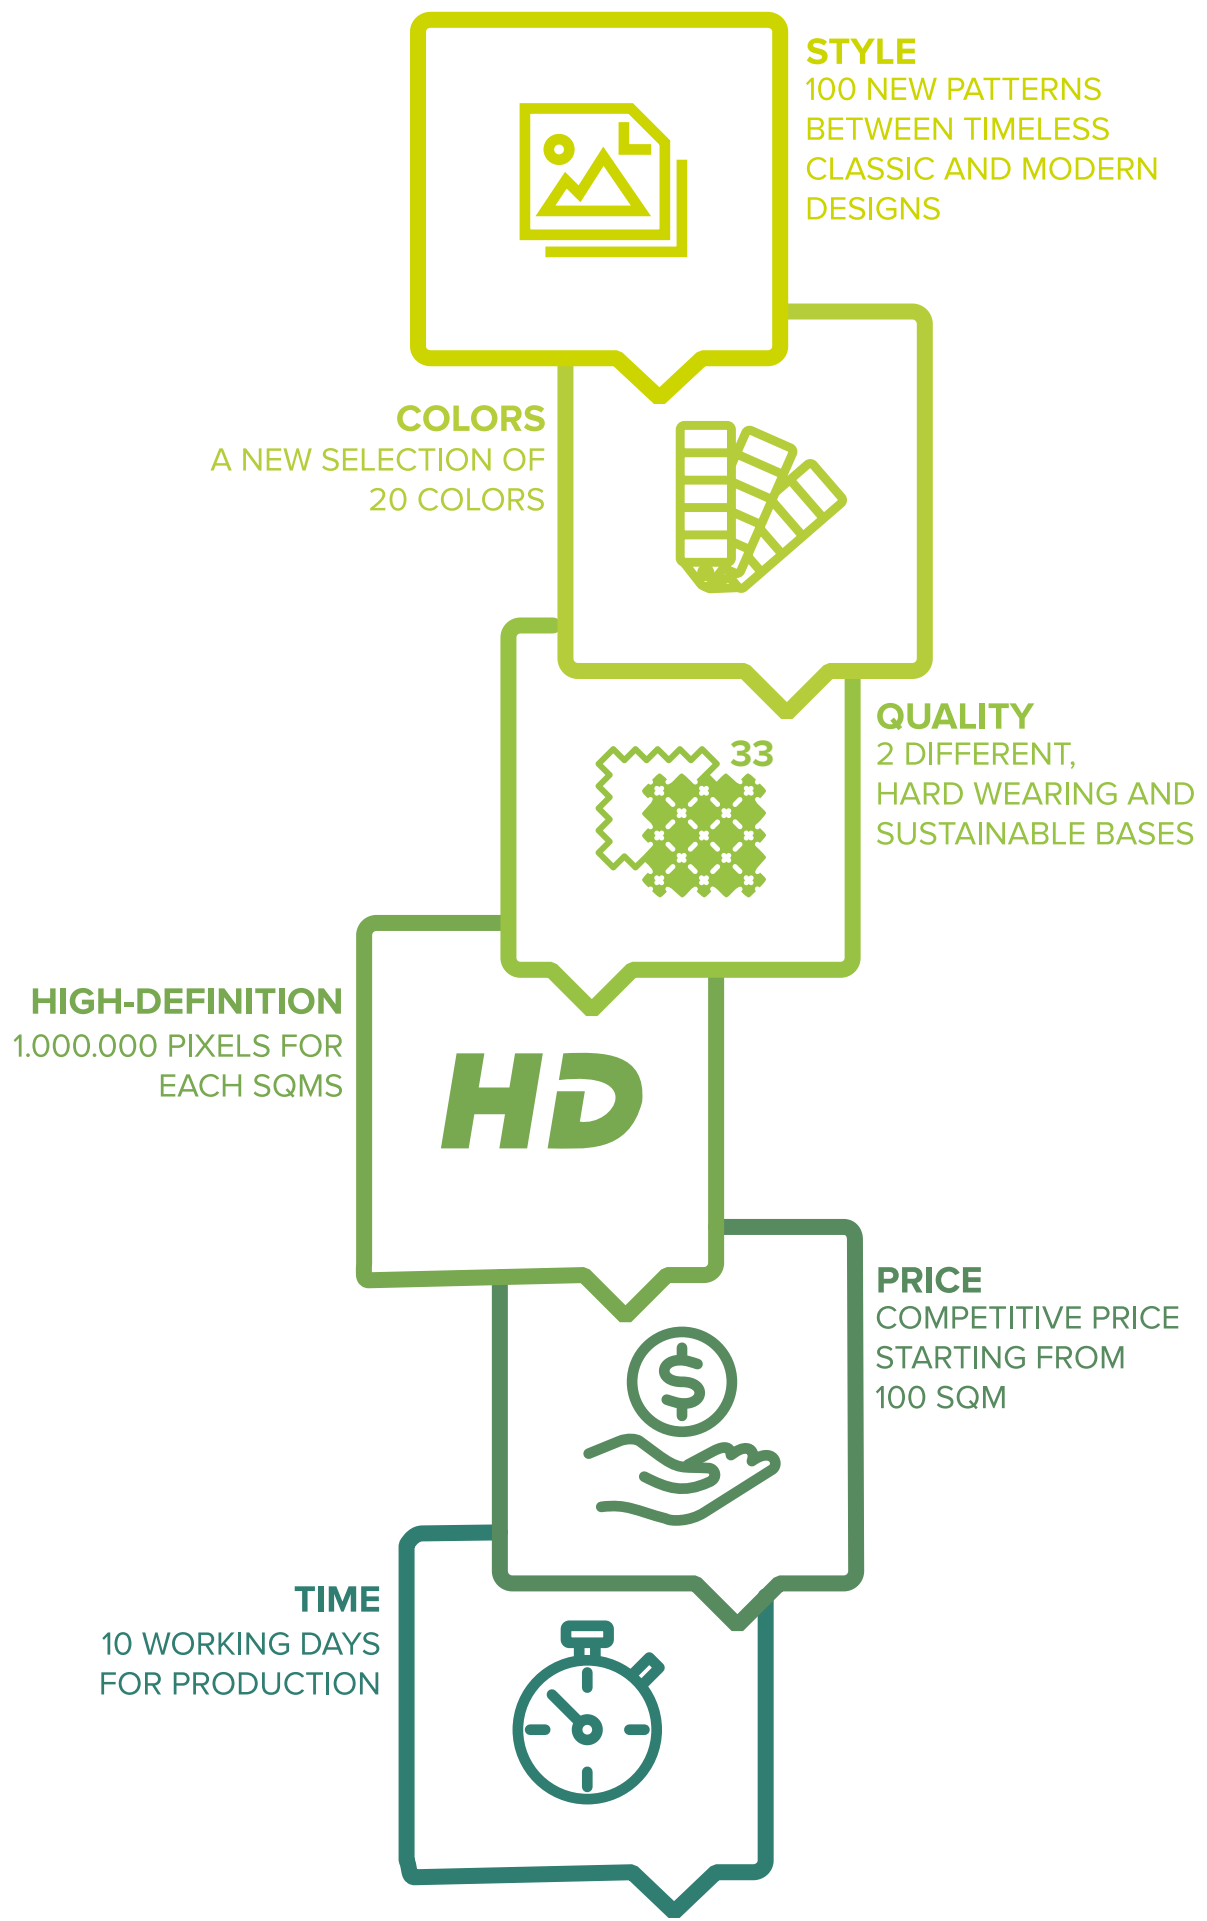 STYLE
100 NEW PATTERNS
BETWEEN TIMELESS
CLASSIC AND MODERN
DESIGNS
COLORS
A NEW SELECTION OF
20 COLORS
QUALITY
2 DIFFERENT,
HARD WEARING AND
SUSTAINABLE BASES
33
HIGH-DEFINITION
1.000.000 PIXELS FOR
EACH SQMS
HD
PRICE
COMPETITIVE PRICE
STARTING FROM
100 SQM
$
TIME
10 WORKING DAYS
FOR PRODUCTION